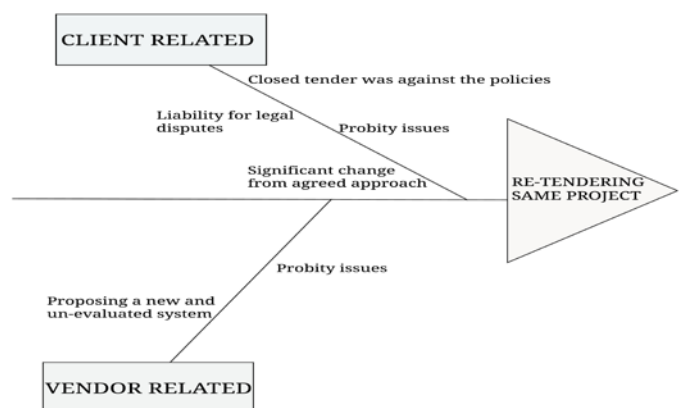 CLIENT RELATED
Closed tender was against the policies
Liability for legal
disputes
Probity issues
Significant change
from agreed approach
RE-TENDERING
SAME PROJECT
Probity issues
Proposing a new and
un-evaluated system
VENDOR RELATED